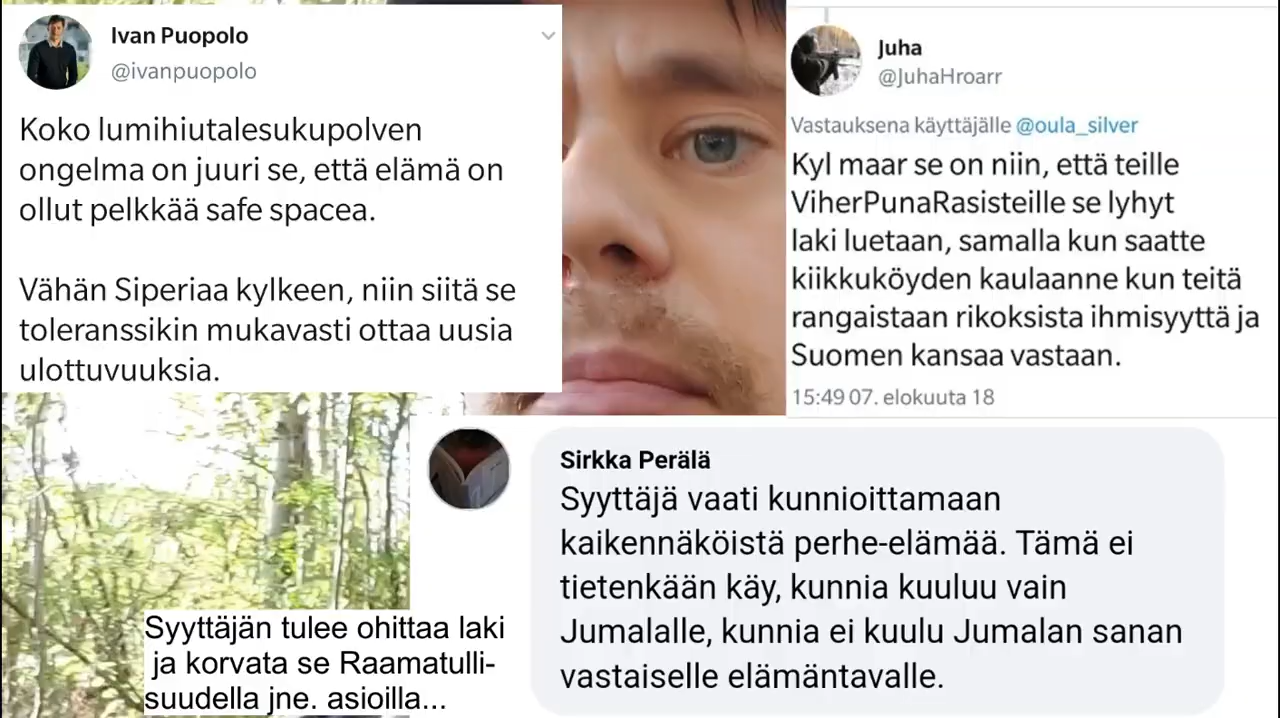 Ivan Puopolo
@ivanpuopolo
Koko lumihiutalesukupolven
ongelma on juuri se, että elämä on
ollut pelkkää safe spacea.
Vähän Siperiaa kylkeen, niin siitä se
toleranssikin mukavasti ottaa uusia
ulottuvuuksia.
Juha
@JuhaHroarr
Vastauksena käyttäjälle @oula_silver
Kyl maar se on niin, että teille
ViherPunaRasisteille se lyhyt
laki luetaan, samalla kun saatte
kiikkuköyden kaulaanne kun teitä
rangaistaan rikoksista ihmisyyttä ja
Suomen kansaa vastaan.
15:49 07. elokuuta 18
Sirkka Perälä
Syyttäjä vaati kunnioittamaan
kaikennäköistä perhe-elämää. Tämä ei
tietenkään käy, kunnia kuuluu vain
Jumalalle, kunnia ei kuulu Jumalan sanan
vastaiselle elämäntavalle.
Syyttäjän tulee ohittaa laki
ja korvata se Raamatulli-
suudella jne. asioilla...